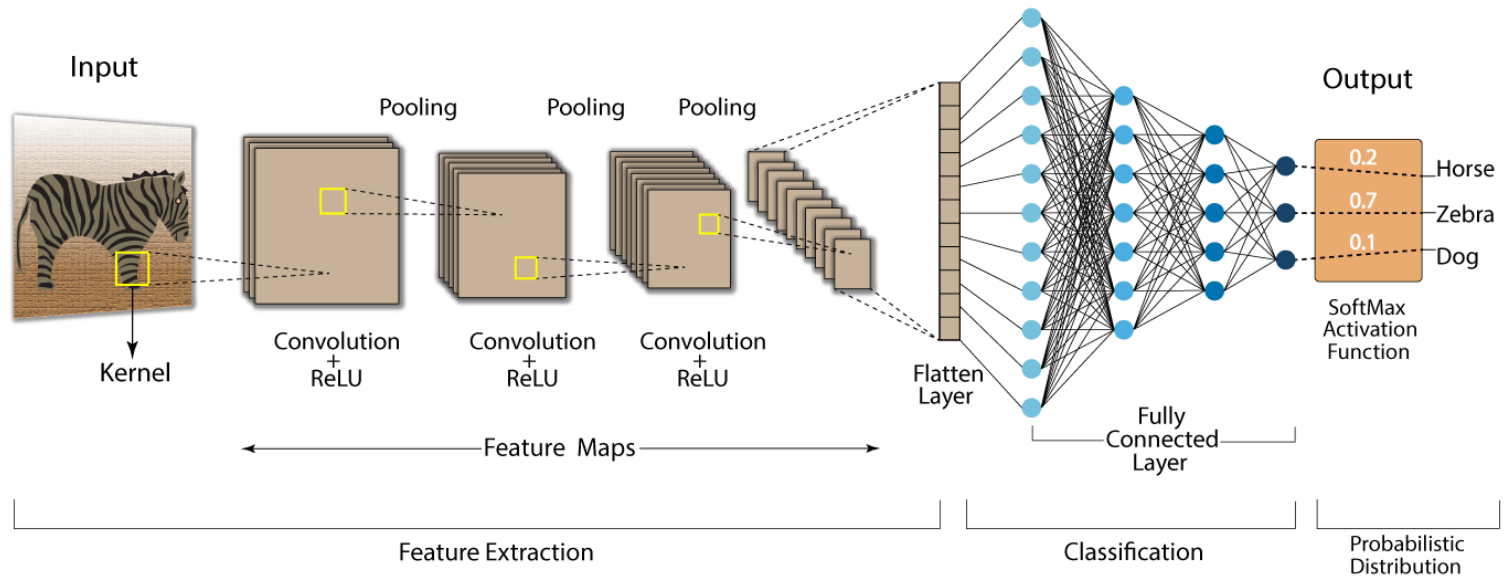 Input
Pooling
Pooling
Pooling
Output
0.2
Horse
0.7
Zebra
0.1
Dog
Kernel
Convolution
+
ReLU
Convolution
+
ReLU
Convolution
+
ReLU
Flatten
Layer
SoftMax
Activation
Function
Feature Maps
Fully
Connected
Layer
Feature Extraction
Classification
Probabilistic
Distribution